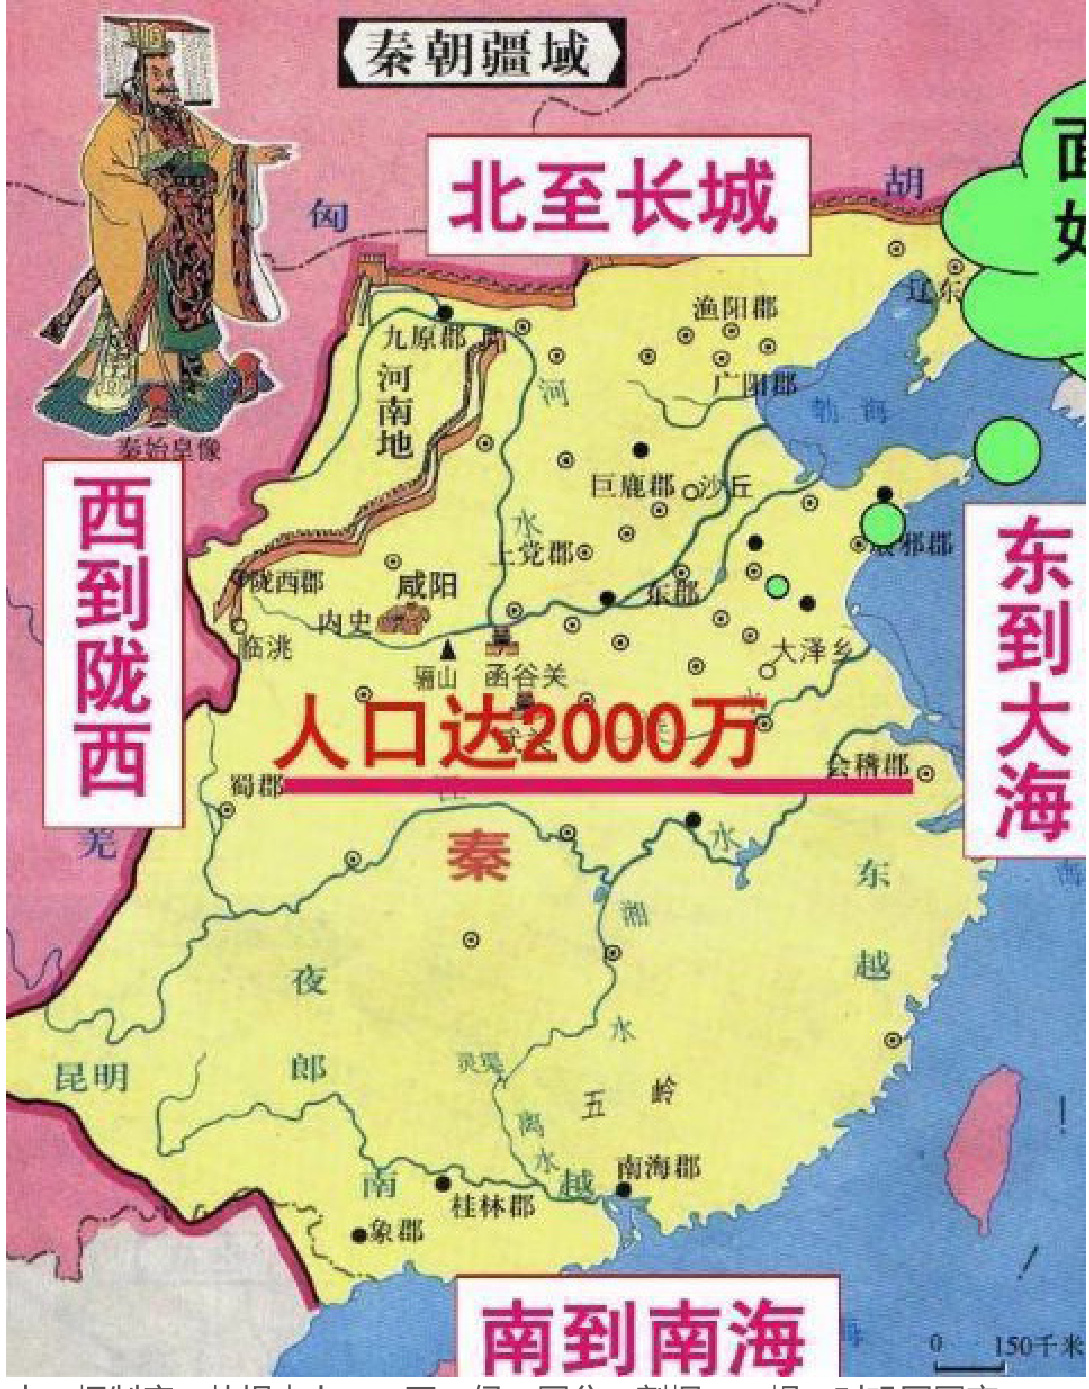 秦朝疆域
北至长城
胡
匈
辽东
渔阳郡
九原郡
河南地
河
广阳郡
勃海
秦始皇像
巨鹿郡
沙丘
西到陇西
东到大海
水
上党郡
邪郡
陇西郡
咸阳
东郡
内史
临洮
骊山
函谷关
大泽乡
人口达2000万
会稽郡
蜀郡
江
羌
秦
水
东越
湘水
夜郎
昆明
灵渠
五岭
离水
南越
南海郡
桂林郡
象郡
南到南海
海
0 150千米